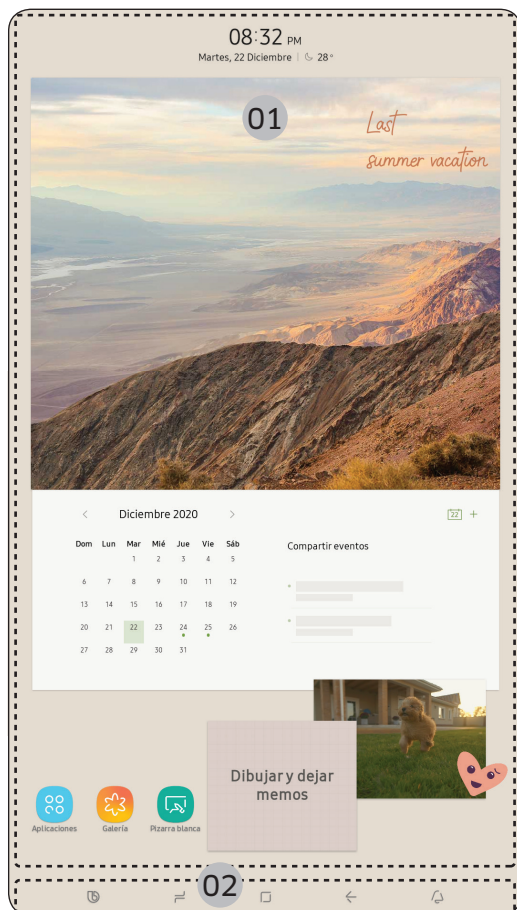 08:32 PM
Martes, 22 Diciembre | 28°
01
Last
summer vacation
Diciembre 2020
22 +
Dom Lun Mar Mié Jue Vie Sáb
1 2 3 4 5
6 7 8 9 10 11 12
13 14 15 16 17 18 19
20 21 22 23 24 25 26
27 28 29 30 31
Compartir eventos
Dibujar y dejar
memos
Aplicaciones Galería Pizarra blanca
02